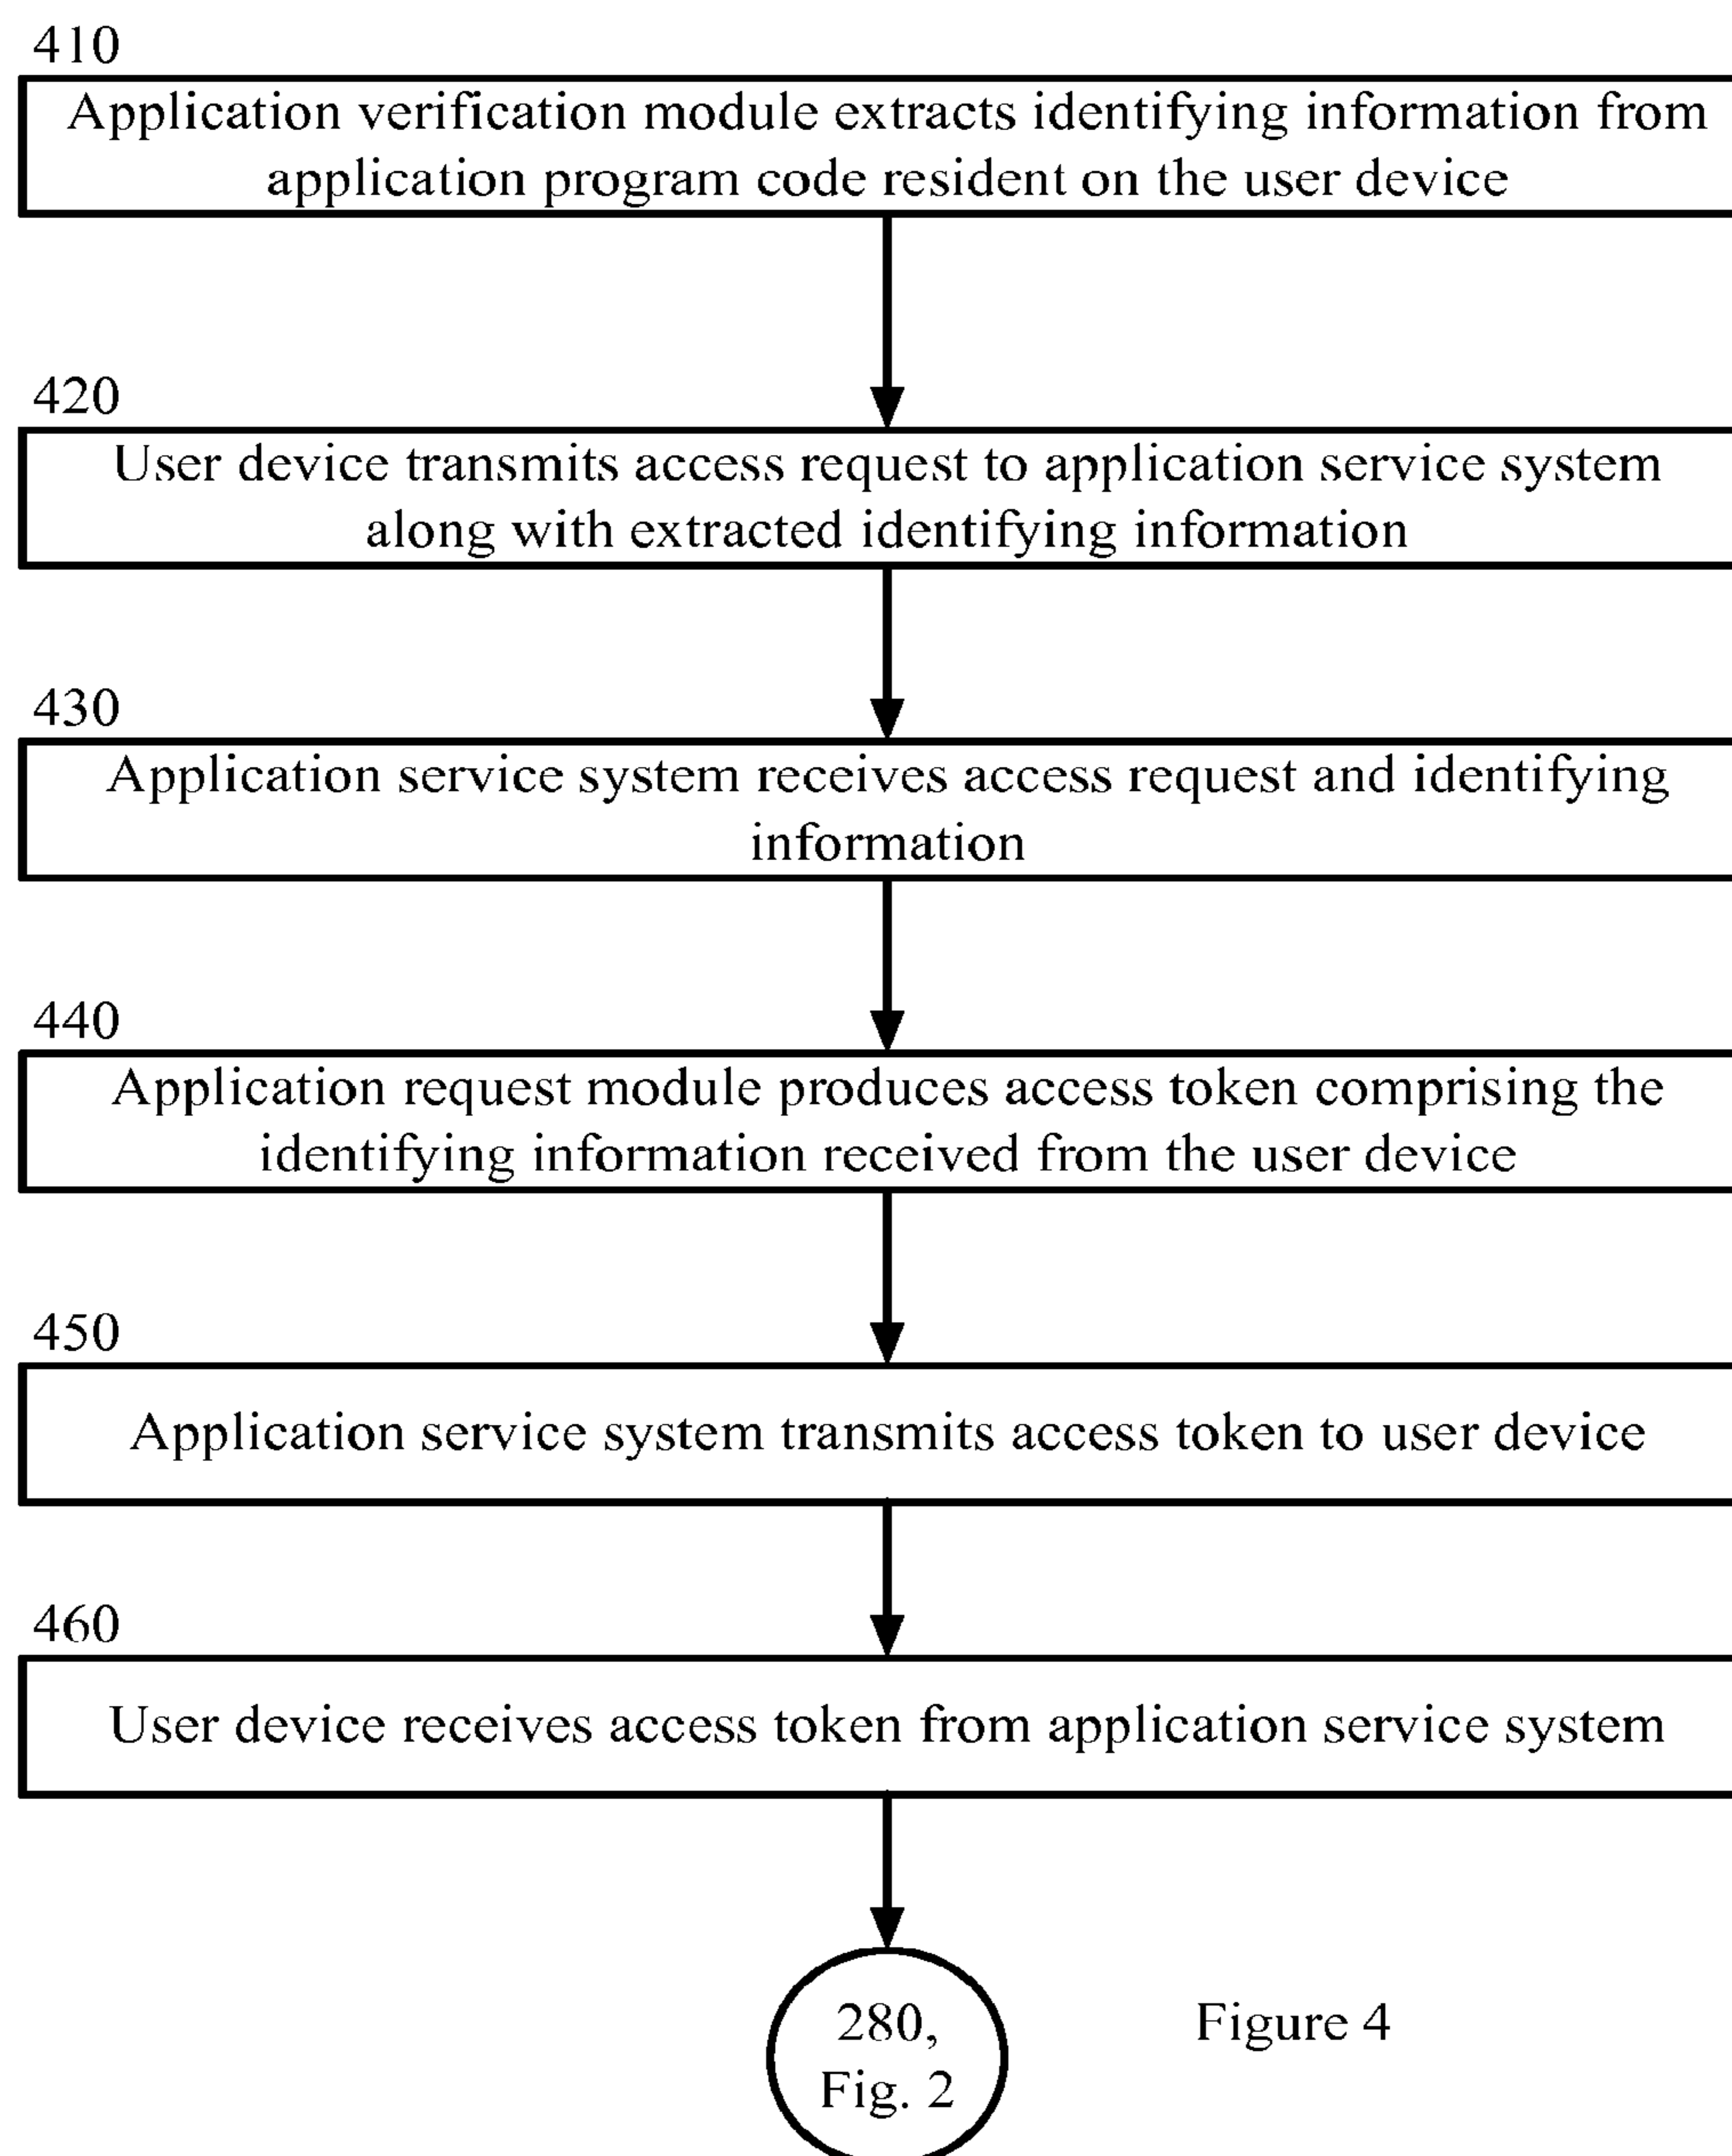 410
Application verification module extracts identifying information from
application program code resident on the user device
420
User device transmits access request to application service system
along with extracted identifying information
430
Application service system receives access request and identifying
information
440
Application request module produces access token comprising the
identifying information received from the user device
450
Application service system transmits access token to user device
460
User device receives access token from application service system
280,
Fig. 2
Figure 4